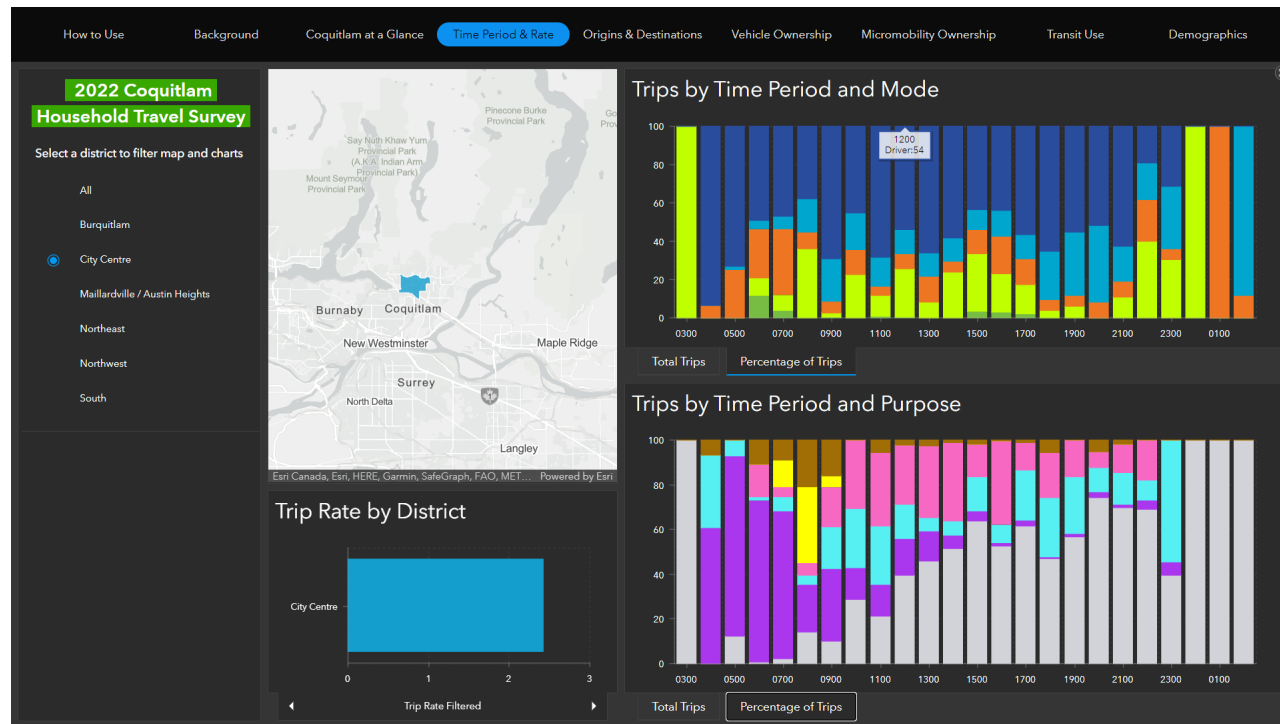 How to Use
Background
Coquitlam at a Glance
Time Period & Rate
Origins & Destinations
Vehicle Ownership
Micromobility Ownership
Transit Use
Demographics
2022 Coquitlam
Household Travel Survey
Select a district to filter map and charts
All
Burquitlam
City Centre
Maillardville / Austin Heights
Northeast
Northwest
South
Pinecone Burke
Provincial Park
Say Nuth Khaw Yum
Provincial Park
(A.K.A. Indian Arm
Provincial Park)
Mount Seymour
Provincial Park
Go
Prov
Burnaby
Coquitlam
New Westminster
Maple Ridge
Surrey
1
North Delta
Langley
Esri Canada, Esri, HERE, Garmin, SafeGraph, FAO, MET... Powered by Esri
Trip Rate by District
City Centre
0 1 2 3
Trip Rate Filtered
Trips by Time Period and Mode
100
80
60
40
20
0
1200
Driver:54
0300 0500 0700 0900 1100 1300 1500 1700 1900 2100 2300 0100
Total Trips
Percentage of Trips
Trips by Time Period and Purpose
100
80
60
40
20
0
0300 0500 0700 0900 1100 1300 1500 1700 1900 2100 2300 0100
Total Trips
Percentage of Trips